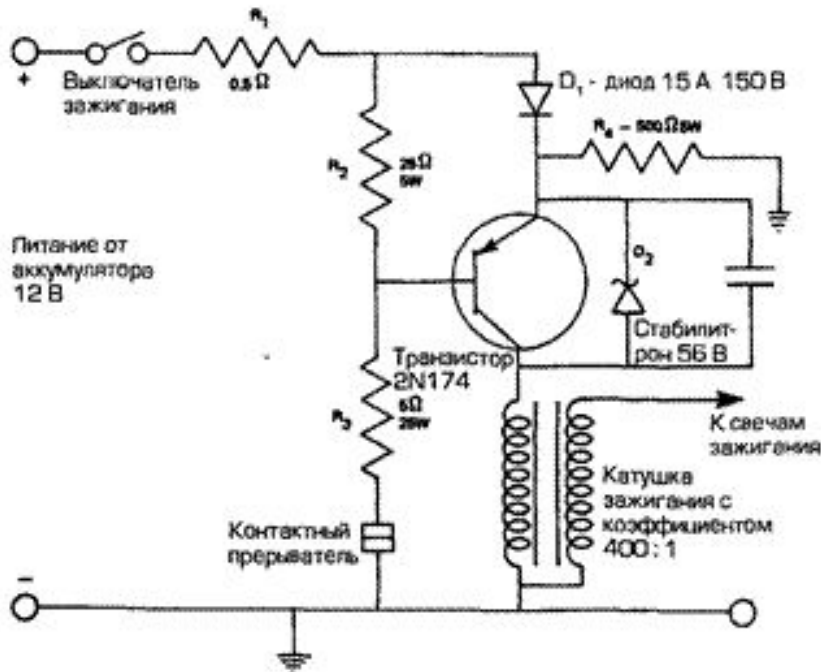 R₁
+
Выключатель
зажигания
0,5 Ω
D₁ - диод 15 А 150 В
R₄ – 500 Ω 5W
R₂
25 Ω
5W
Питание от
аккумулятора
12 В
D₂
Стабилит-
рон 56 В
Транзистор
2N174
R₃
5 Ω
25W
К свечам
зажигания
Катушка
зажигания с
коэффициентом
400 : 1
Контактный
прерыватель
–